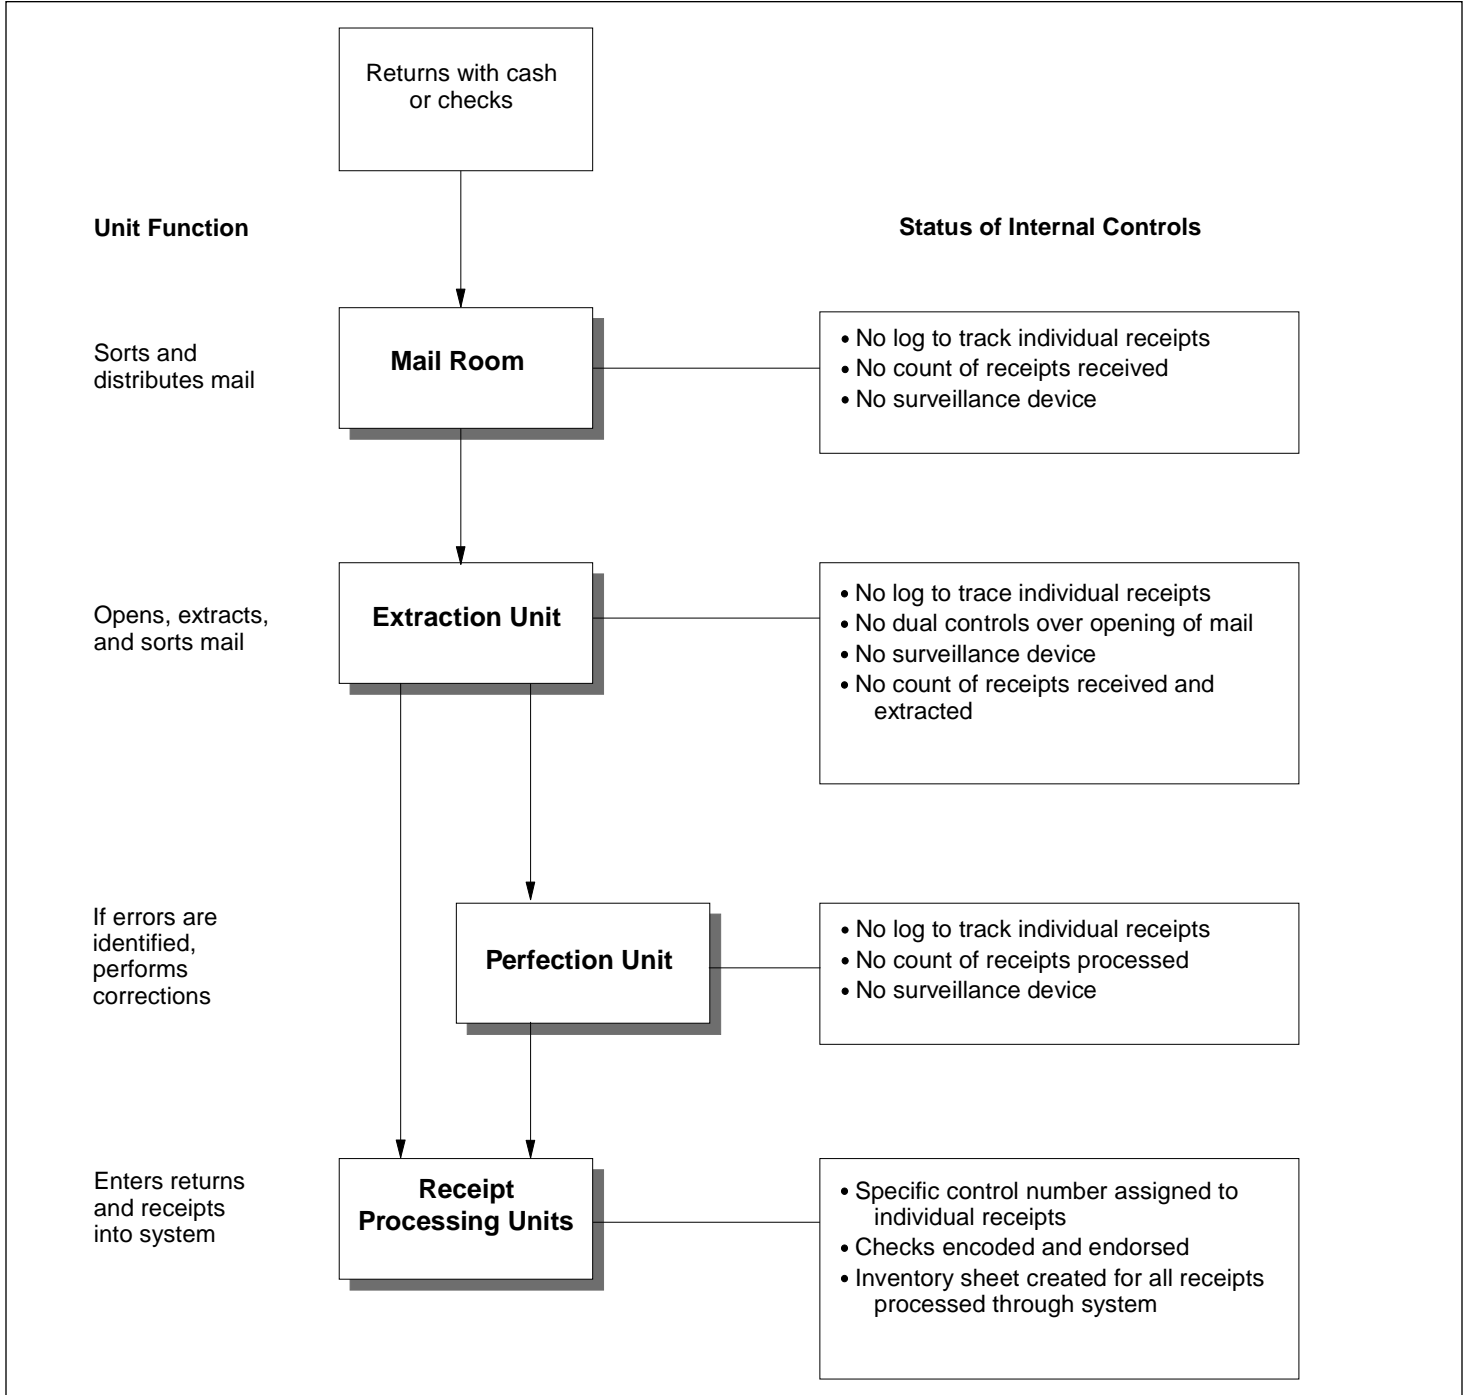 Returns with cash
or checks
Unit Function
Status of Internal Controls
Sorts and
distributes mail
Mail Room
• No log to track individual receipts
• No count of receipts received
• No surveillance device
Opens, extracts,
and sorts mail
Extraction Unit
• No log to trace individual receipts
• No dual controls over opening of mail
• No surveillance device
• No count of receipts received and
extracted
If errors are
identified,
performs
corrections
Perfection Unit
• No log to track individual receipts
• No count of receipts processed
• No surveillance device
Enters returns
and receipts
into system
Receipt
Processing Units
• Specific control number assigned to
individual receipts
• Checks encoded and endorsed
• Inventory sheet created for all receipts
processed through system